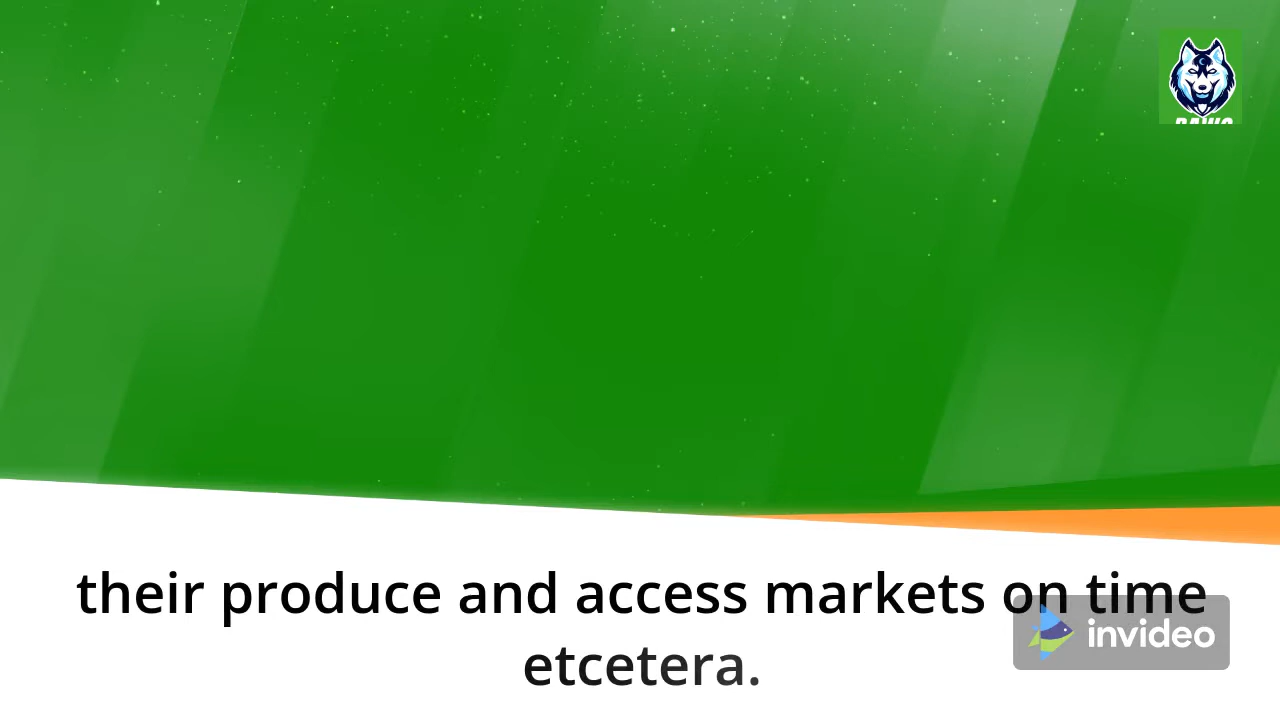 their produce and access markets on time
etcetera.
invideo